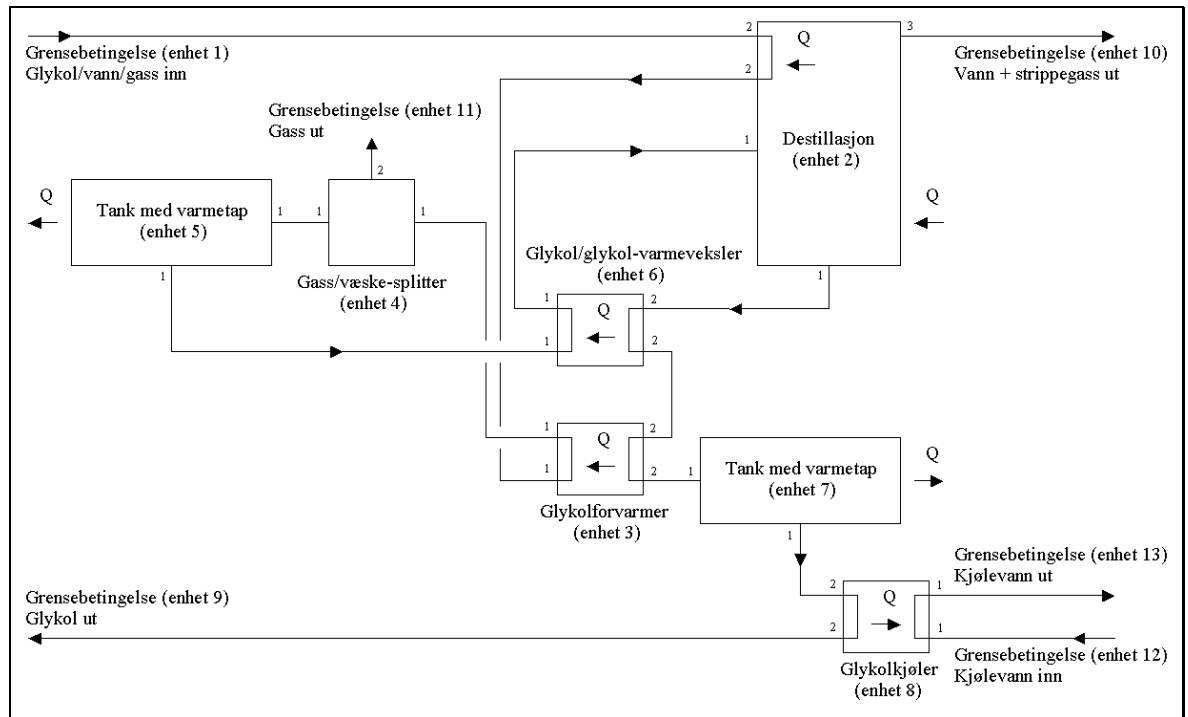 Grensebetingelse (enhet 1)
Glykol/vann/gass inn
2
Q
3
Grensebetingelse (enhet 10)
Vann + strippegass ut
2
Grensebetingelse (enhet 11)
Gass ut
Destillasjon
(enhet 2)
1
2
Q
Tank med varmetap
(enhet 5)
1
1
1
Q
1
Gass/væske-splitter
(enhet 4)
Glykol/glykol-varmeveksler
(enhet 6)
1
1
2
Q
1
2
1
2
Q
1
2
Glykolforvarmer
(enhet 3)
1
Tank med varmetap
(enhet 7)
Q
1
Grensebetingelse (enhet 13)
Kjølevann ut
2
Q
1
Grensebetingelse (enhet 9)
Glykol ut
2
1
Grensebetingelse (enhet 12)
Kjølevann inn
Glykolkjøler
(enhet 8)